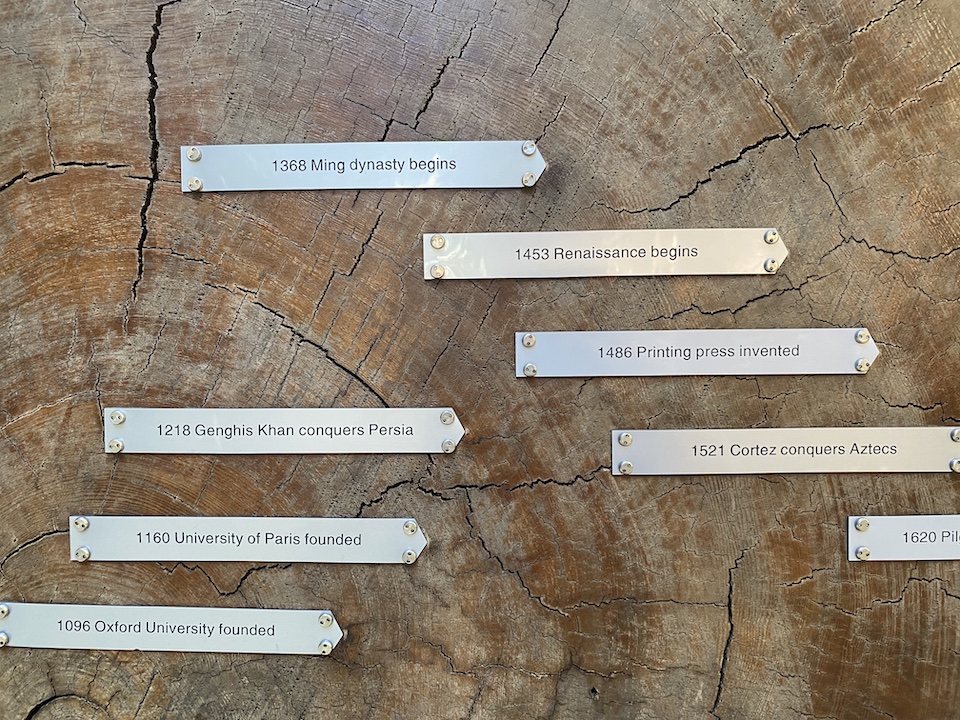 1368 Ming dynasty begins
1453 Renaissance begins
1486 Printing press invented
1218 Genghis Khan conquers Persia
1521 Cortez conquers Aztecs
1160 University of Paris founded
1620
1096 Oxford University founded